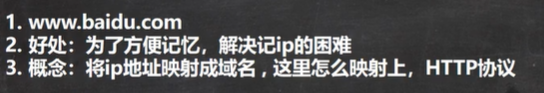 1. www.baidu.com
2. 好处：为了方便记忆，解决记ip的困难
3. 概念：将ip地址映射成域名，这里怎么映射上，HTTP协议